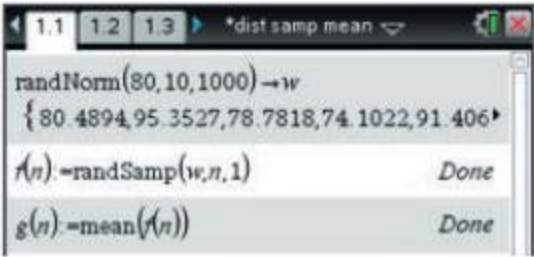 1.1 1.2 1.3 *dist samp mean
randNorm(80,10,1000)→w
{80.4894,95.3527,78.7818,74.1022,91.406▸
f(n):=randSamp(w,n,1) Done
g(n):=mean(f(n)) Done